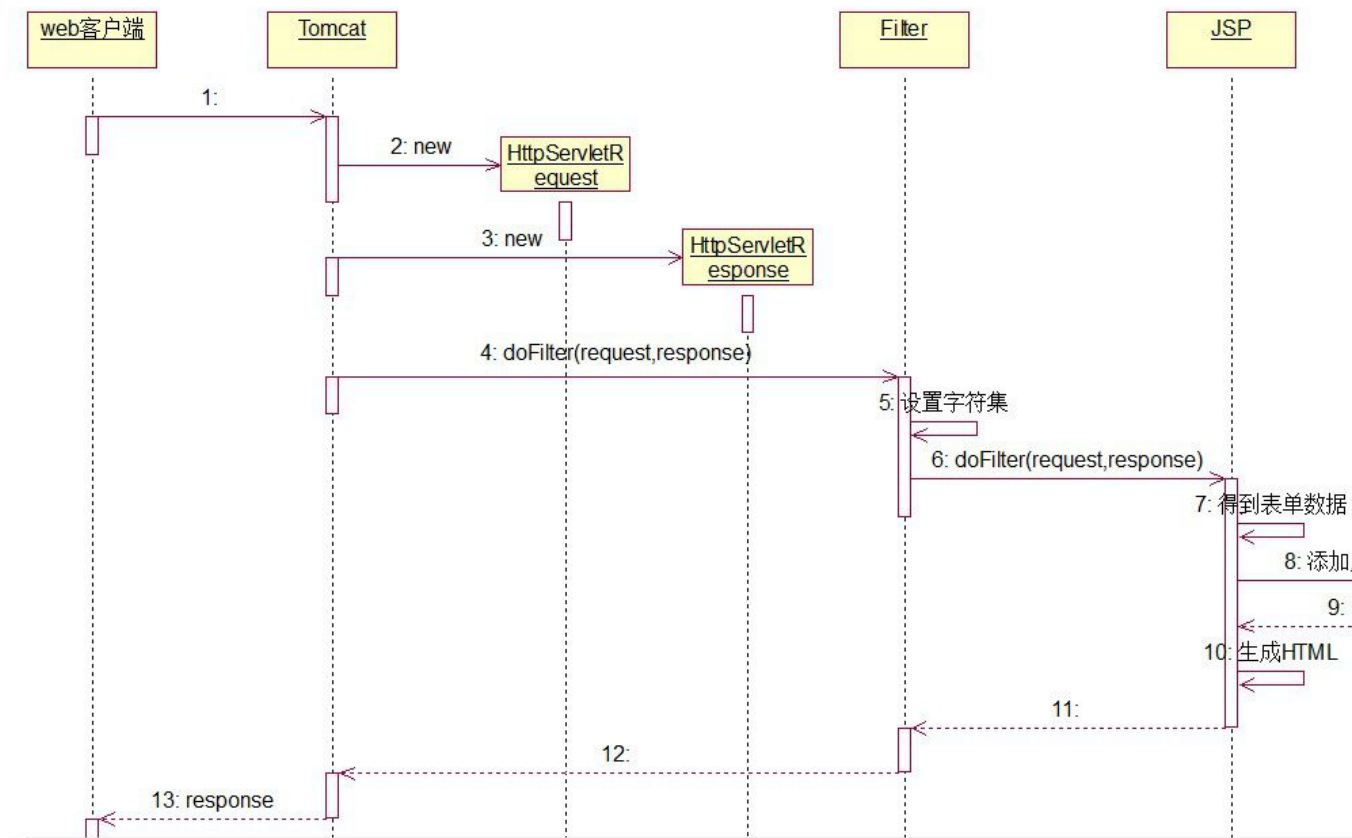 web客户端
Tomcat
Filter
JSP
1:
2: new
HttpServletR
equest
3: new
HttpServletR
esponse
4: doFilter(request,response)
5: 设置字符集
6: doFilter(request,response)
7: 得到表单数据
8: 添加
9:
10: 生成HTML
11:
12:
13: response